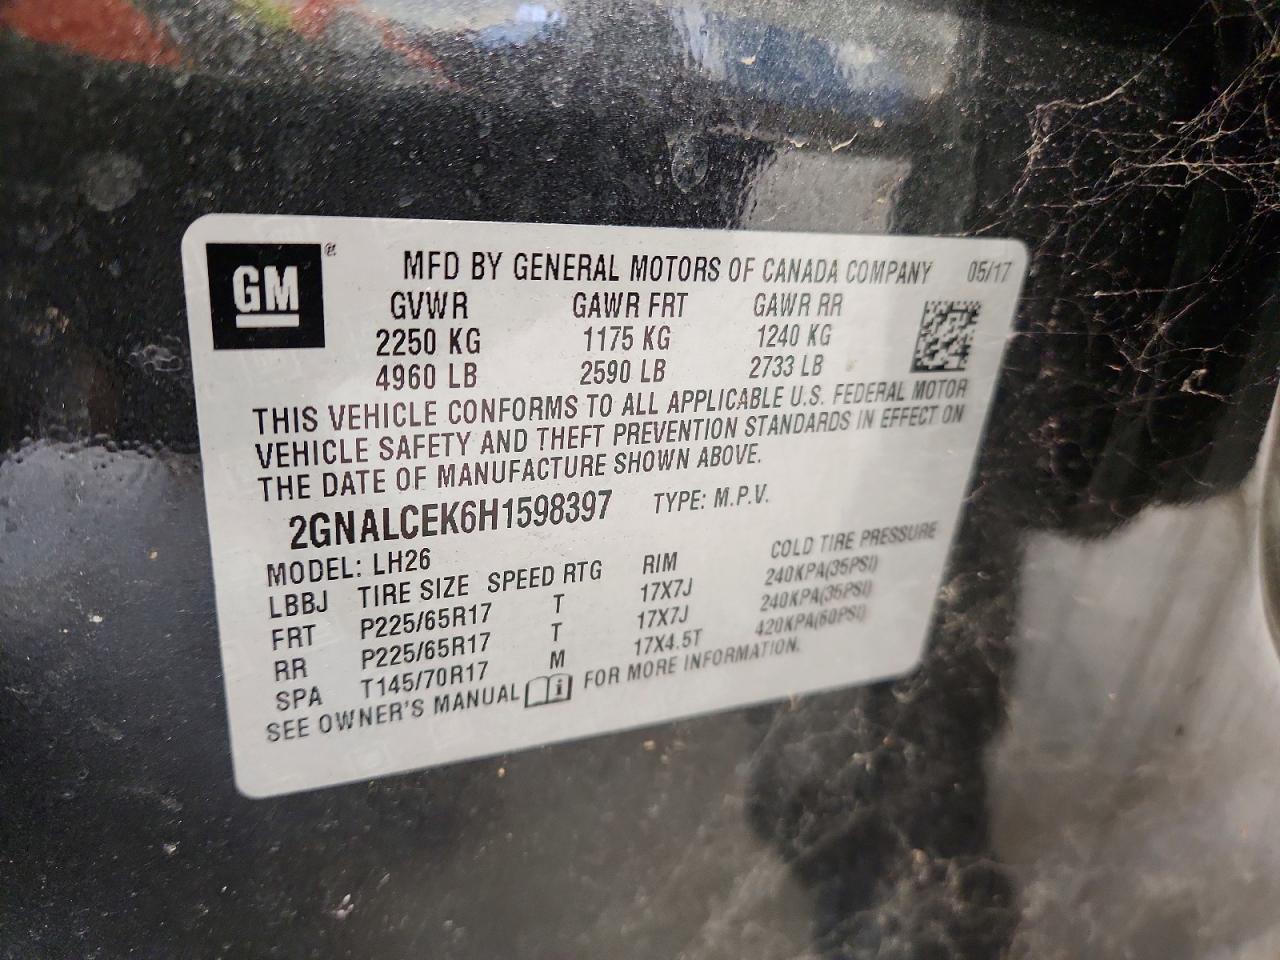 GM ®
MFD BY GENERAL MOTORS OF CANADA COMPANY 05/17
GVWR GAWR FRT GAWR RR
2250 KG 1175 KG 1240 KG
4960 LB 2590 LB 2733 LB
THIS VEHICLE CONFORMS TO ALL APPLICABLE U.S. FEDERAL MOTOR
VEHICLE SAFETY AND THEFT PREVENTION STANDARDS IN EFFECT ON
THE DATE OF MANUFACTURE SHOWN ABOVE.
2GNALCEK6H1598397 TYPE: M.P.V.
MODEL: LH26
LBBJ TIRE SIZE SPEED RTG RIM COLD TIRE PRESSURE
FRT P225/65R17 T 17X7J 240KPA(35PSI)
RR P225/65R17 T 17X7J 240KPA(35PSI)
SPA T145/70R17 M 17X4.5T 420KPA(60PSI)
SEE OWNER'S MANUAL FOR MORE INFORMATION.